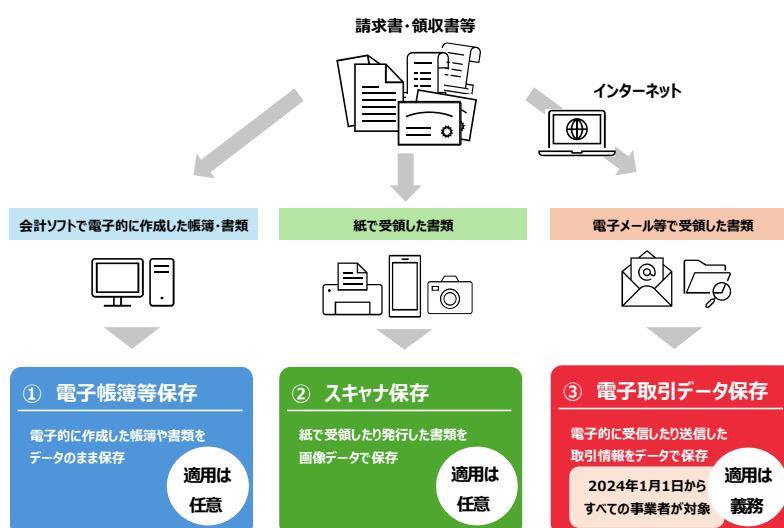 請求書・領収書等
インターネット
会計ソフトで電子的に作成した帳簿・書類
紙で受領した書類
電子メール等で受領した書類
@
① 電子帳簿等保存
電子的に作成した帳簿や書類を
データのまま保存
適用は
任意
② スキャナ保存
紙で受領したり発行した書類を
画像データで保存
適用は
任意
③ 電子取引データ保存
電子的に受信したり送信した
取引情報をデータで保存
2024年1月1日から
すべての事業者が対象
適用は
義務